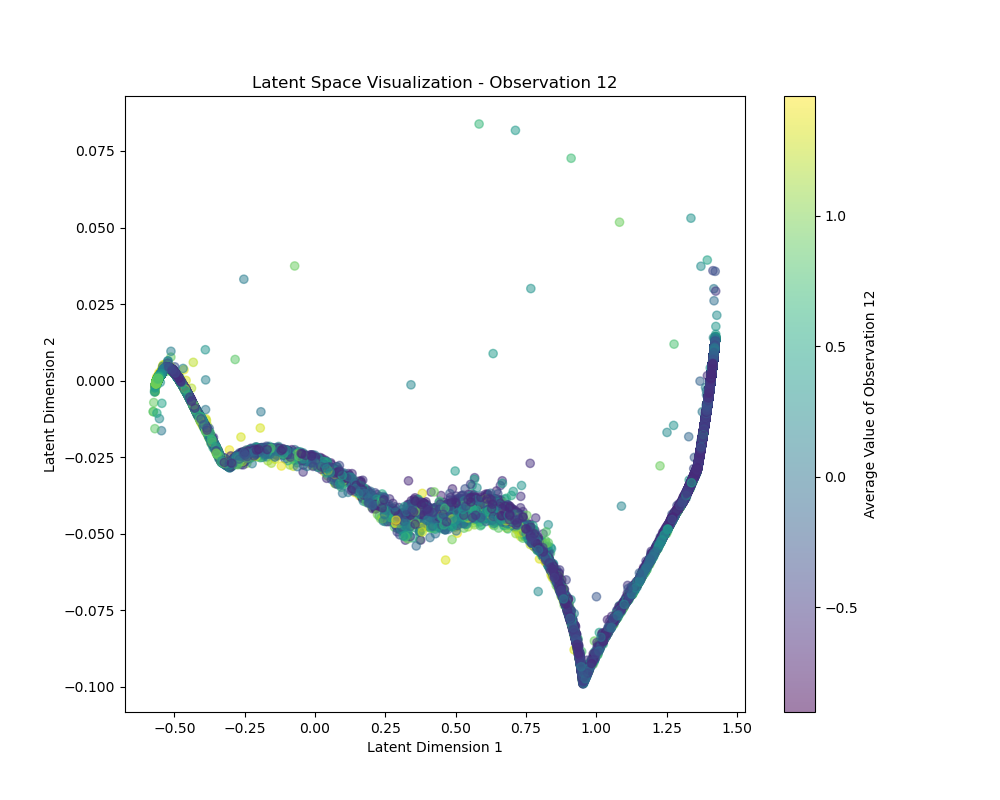 Latent Space Visualization - Observation 12
0.075
0.050
0.025
0.000
−0.025
−0.050
−0.075
−0.100
Latent Dimension 2
−0.50 −0.25 0.00 0.25 0.50 0.75 1.00 1.25 1.50
Latent Dimension 1
1.0
0.5
0.0
−0.5
Average Value of Observation 12